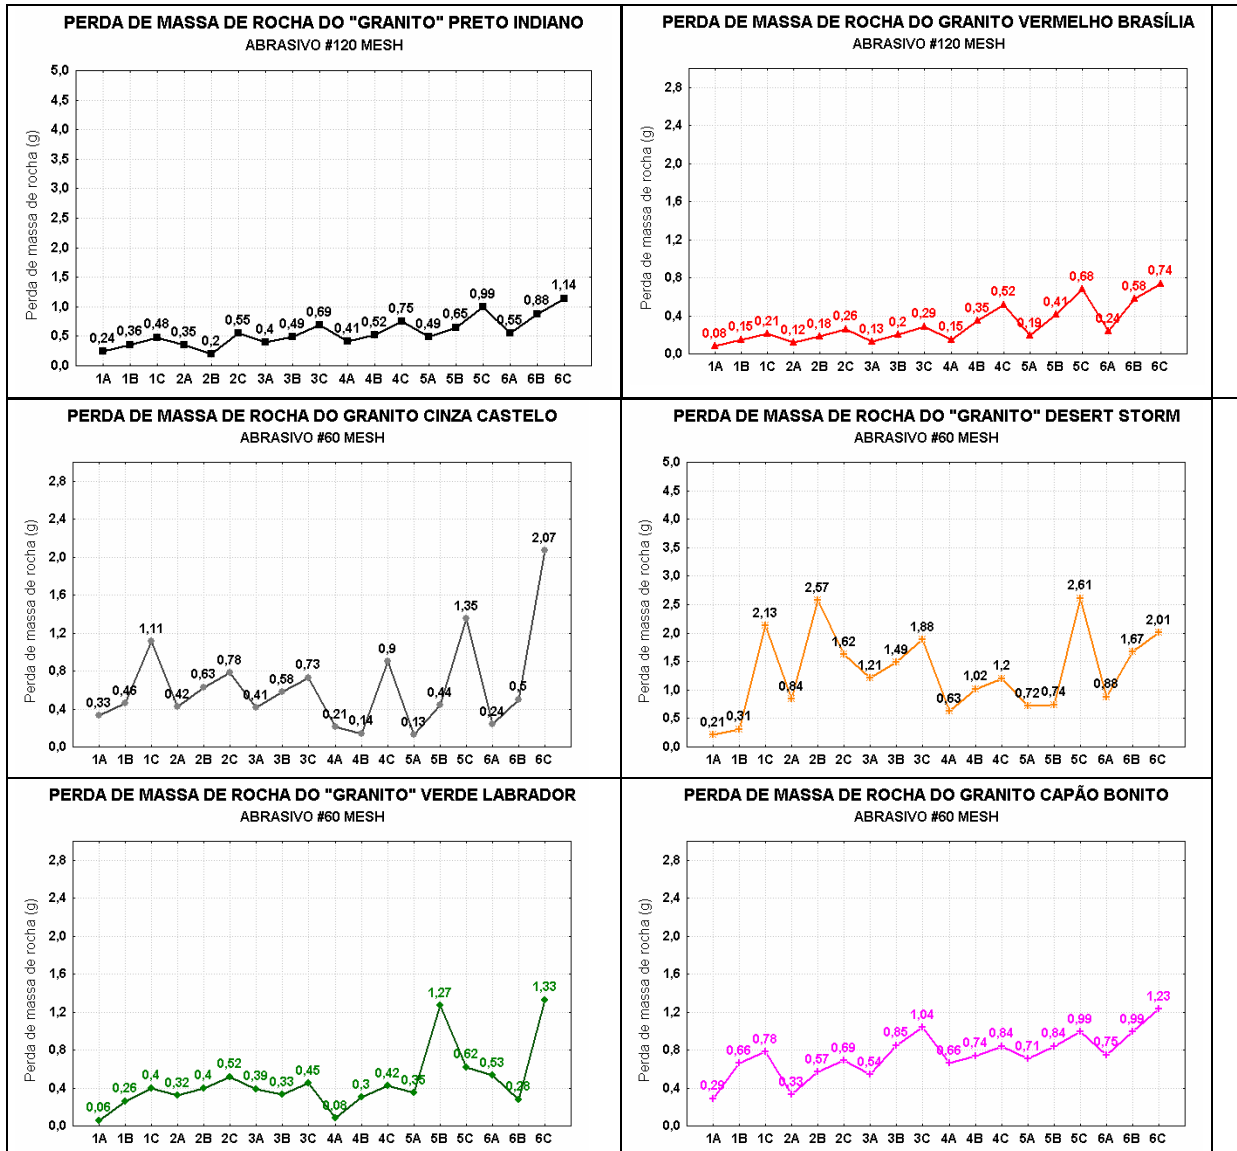 PERDA DE MASSA DE ROCHA DO "GRANITO" PRETO INDIANO
ABRASIVO #120 MESH
Perda de massa de rocha (g)
5,0
4,5
4,0
3,5
3,0
2,5
2,0
1,5
1,0
0,5
0,0
0,24 0,36 0,48 0,35 0,2 0,55 0,4 0,49 0,69 0,41 0,52 0,75 0,49 0,65 0,99 0,55 0,88 1,14
1A 1B 1C 2A 2B 2C 3A 3B 3C 4A 4B 4C 5A 5B 5C 6A 6B 6C
PERDA DE MASSA DE ROCHA DO GRANITO VERMELHO BRASÍLIA
ABRASIVO #120 MESH
Perda de massa de rocha (g)
2,8
2,4
2,0
1,6
1,2
0,8
0,4
0,0
0,08 0,15 0,21 0,12 0,18 0,26 0,13 0,2 0,29 0,15 0,35 0,52 0,19 0,41 0,68 0,24 0,58 0,74
1A 1B 1C 2A 2B 2C 3A 3B 3C 4A 4B 4C 5A 5B 5C 6A 6B 6C
PERDA DE MASSA DE ROCHA DO GRANITO CINZA CASTELO
ABRASIVO #60 MESH
Perda de massa de rocha (g)
2,8
2,4
2,0
1,6
1,2
0,8
0,4
0,0
0,33 0,46 1,11 0,42 0,63 0,78 0,41 0,58 0,73 0,21 0,14 0,9 0,13 0,44 1,35 0,24 0,5 2,07
1A 1B 1C 2A 2B 2C 3A 3B 3C 4A 4B 4C 5A 5B 5C 6A 6B 6C
PERDA DE MASSA DE ROCHA DO "GRANITO" DESERT STORM
ABRASIVO #60 MESH
Perda de massa de rocha (g)
5,0
4,5
4,0
3,5
3,0
2,5
2,0
1,5
1,0
0,5
0,0
0,21 0,31 2,13 0,84 2,57 1,62 1,21 1,49 1,88 0,63 1,02 1,2 0,72 0,74 2,61 0,88 1,67 2,01
1A 1B 1C 2A 2B 2C 3A 3B 3C 4A 4B 4C 5A 5B 5C 6A 6B 6C
PERDA DE MASSA DE ROCHA DO "GRANITO" VERDE LABRADOR
ABRASIVO #60 MESH
Perda de massa de rocha (g)
2,8
2,4
2,0
1,6
1,2
0,8
0,4
0,0
0,06 0,26 0,4 0,32 0,4 0,52 0,39 0,33 0,45 0,08 0,3 0,42 0,35 1,27 0,62 0,53 0,28 1,33
1A 1B 1C 2A 2B 2C 3A 3B 3C 4A 4B 4C 5A 5B 5C 6A 6B 6C
PERDA DE MASSA DE ROCHA DO GRANITO CAPÃO BONITO
ABRASIVO #60 MESH
Perda de massa de rocha (g)
2,8
2,4
2,0
1,6
1,2
0,8
0,4
0,0
0,29 0,66 0,78 0,33 0,57 0,69 0,54 0,85 1,04 0,66 0,74 0,84 0,71 0,84 0,99 0,75 0,99 1,23
1A 1B 1C 2A 2B 2C 3A 3B 3C 4A 4B 4C 5A 5B 5C 6A 6B 6C